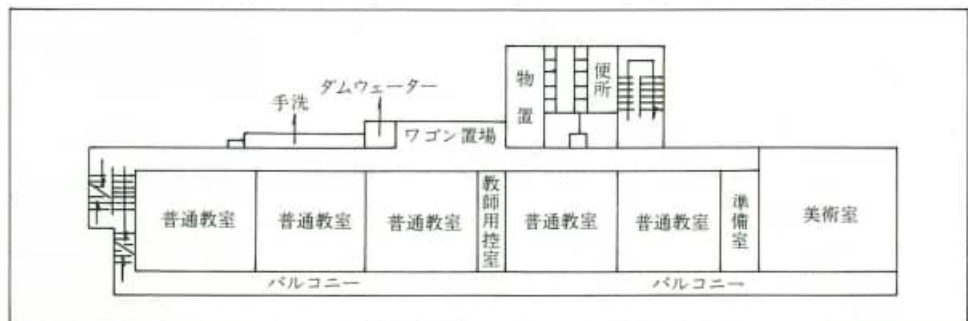 物置
便所
ダムウェーター
手洗
ワゴン置場
普通教室
普通教室
普通教室
教師用控室
普通教室
普通教室
準備室
美術室
バルコニー
バルコニー